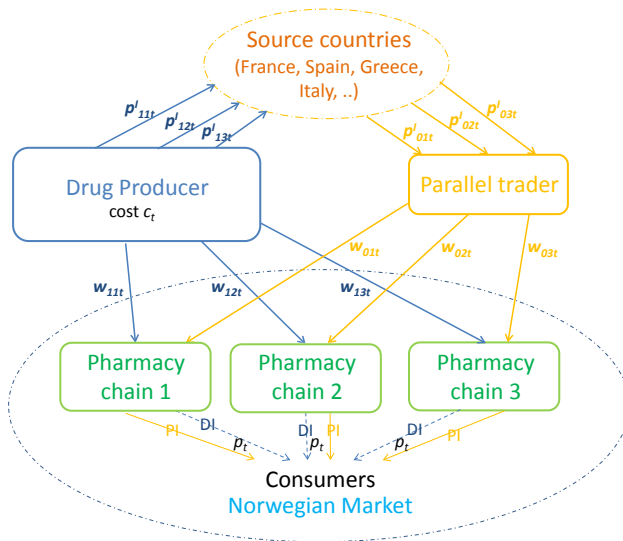 Source countries
(France, Spain, Greece,
Italy, ..)
p^I_11t
p^I_12t
p^I_13t
p^I_01t
p^I_02t
p^I_03t
Drug Producer
cost c_t
Parallel trader
w_01t
w_02t
w_03t
w_11t
w_12t
w_13t
Pharmacy
chain 1
Pharmacy
chain 2
Pharmacy
chain 3
PI
DI
p_t
DI
p_t
PI
DI
p_t
PI
Consumers
Norwegian Market